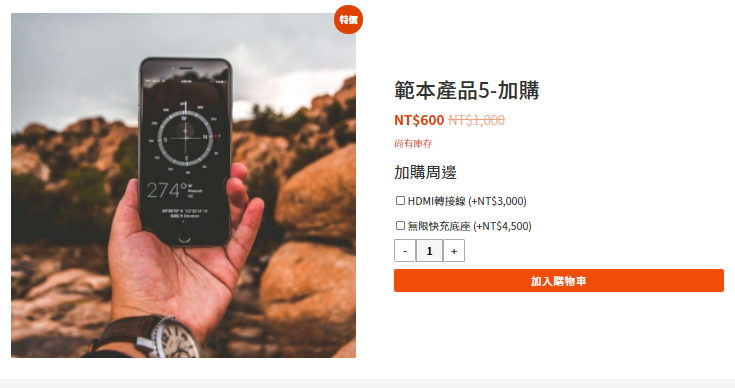 特價
範本產品5-加購
NT$600 NT$1,000
尚有庫存
加購周邊
HDMI轉接線 (+NT$3,000)
無限快充底座 (+NT$4,500)
- 1 +
加入購物車
W
S
N
E
274°
W
Present